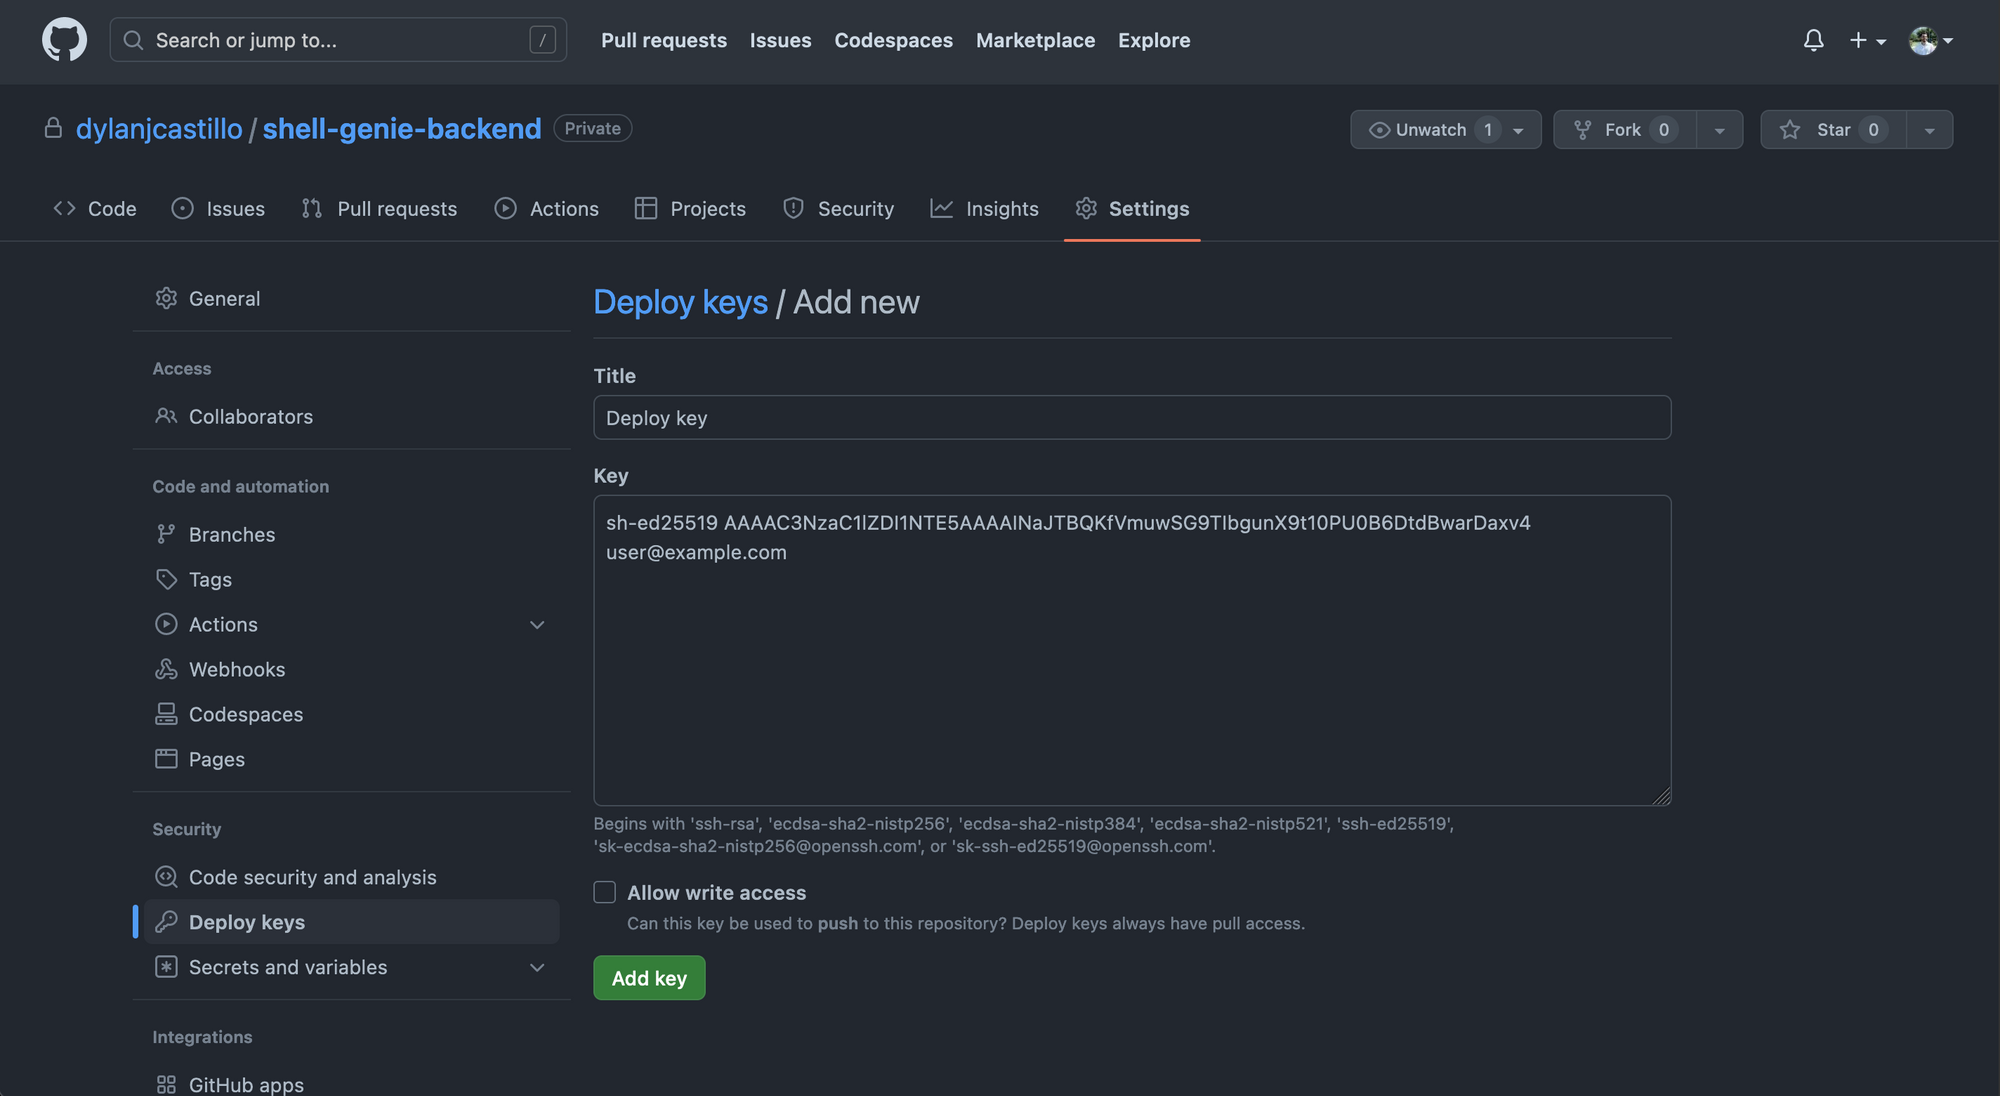 Search or jump to... /
Pull requests Issues Codespaces Marketplace Explore
dylanjcastillo / shell-genie-backend Private
Unwatch 1 Fork 0 Star 0
Code Issues Pull requests Actions Projects Security Insights Settings
General
Access
Collaborators
Code and automation
Branches
Tags
Actions
Webhooks
Codespaces
Pages
Security
Code security and analysis
Deploy keys
Secrets and variables
Integrations
GitHub apps
Deploy keys / Add new
Title
Deploy key
Key
sh-ed25519 AAAAC3NzaC1lZDI1NTE5AAAAINaJTBQKfVmuwSG9TlbgunX9t10PU0B6DtdBwarDaxv4
user@example.com
Begins with 'ssh-rsa', 'ecdsa-sha2-nistp256', 'ecdsa-sha2-nistp384', 'ecdsa-sha2-nistp521', 'ssh-ed25519',
'sk-ecdsa-sha2-nistp256@openssh.com', or 'sk-ssh-ed25519@openssh.com'.
Allow write access
Can this key be used to push to this repository? Deploy keys always have pull access.
Add key